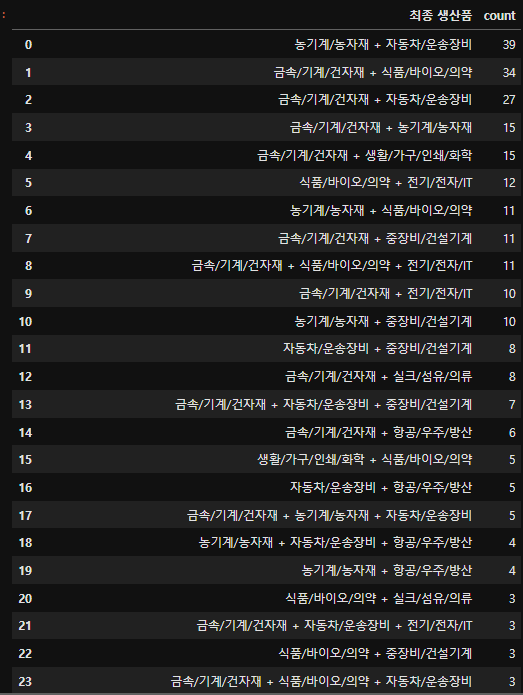 최종 생산품 count
0 농기계/농자재 + 자동차/운송장비 39
1 금속/기계/건자재 + 식품/바이오/의약 34
2 금속/기계/건자재 + 자동차/운송장비 27
3 금속/기계/건자재 + 농기계/농자재 15
4 금속/기계/건자재 + 생활/가구/인쇄/화학 15
5 식품/바이오/의약 + 전기/전자/IT 12
6 농기계/농자재 + 식품/바이오/의약 11
7 금속/기계/건자재 + 중장비/건설기계 11
8 금속/기계/건자재 + 식품/바이오/의약 + 전기/전자/IT 11
9 금속/기계/건자재 + 전기/전자/IT 10
10 농기계/농자재 + 중장비/건설기계 10
11 자동차/운송장비 + 중장비/건설기계 8
12 금속/기계/건자재 + 실크/섬유/의류 8
13 금속/기계/건자재 + 자동차/운송장비 + 중장비/건설기계 7
14 금속/기계/건자재 + 항공/우주/방산 6
15 생활/가구/인쇄/화학 + 식품/바이오/의약 5
16 자동차/운송장비 + 항공/우주/방산 5
17 금속/기계/건자재 + 농기계/농자재 + 자동차/운송장비 5
18 농기계/농자재 + 자동차/운송장비 + 항공/우주/방산 4
19 농기계/농자재 + 항공/우주/방산 4
20 식품/바이오/의약 + 실크/섬유/의류 3
21 금속/기계/건자재 + 자동차/운송장비 + 전기/전자/IT 3
22 식품/바이오/의약 + 중장비/건설기계 3
23 금속/기계/건자재 + 식품/바이오/의약 + 자동차/운송장비 3